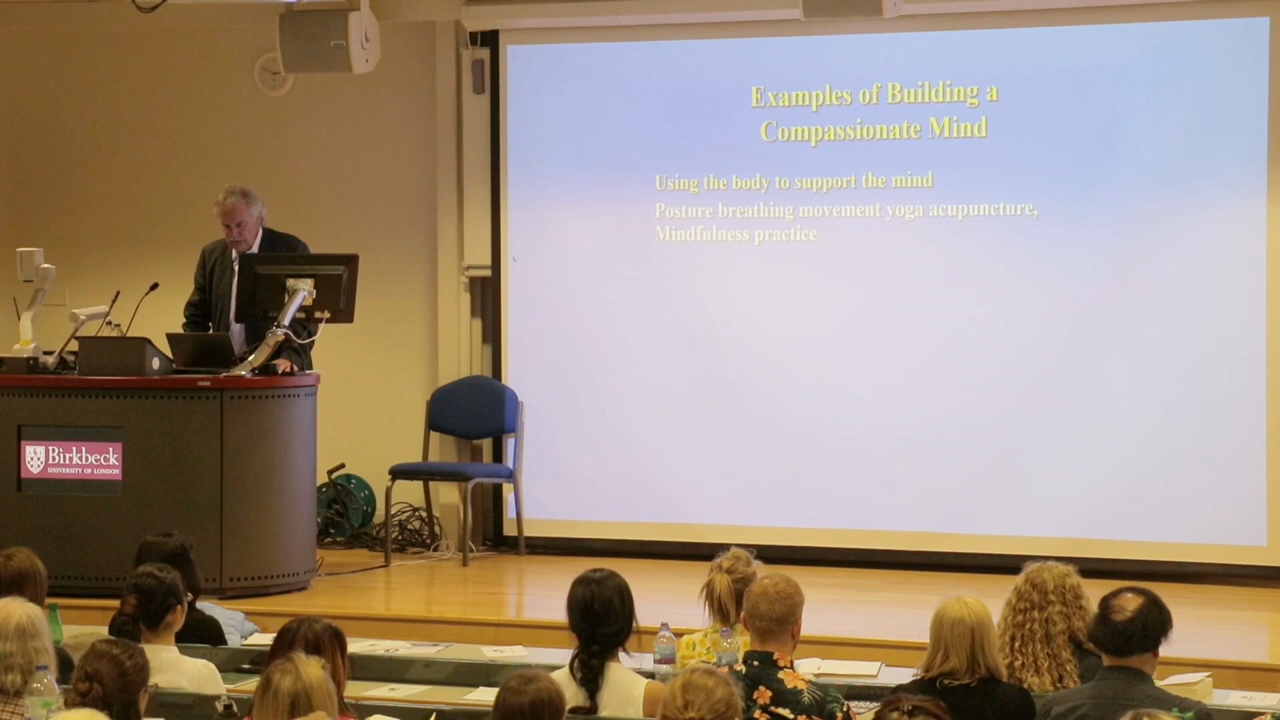 Examples of Building a
Compassionate Mind
Using the body to support the mind
Posture breathing movement yoga acupuncture,
Mindfulness practice
Birkbeck
UNIVERSITY OF LONDON